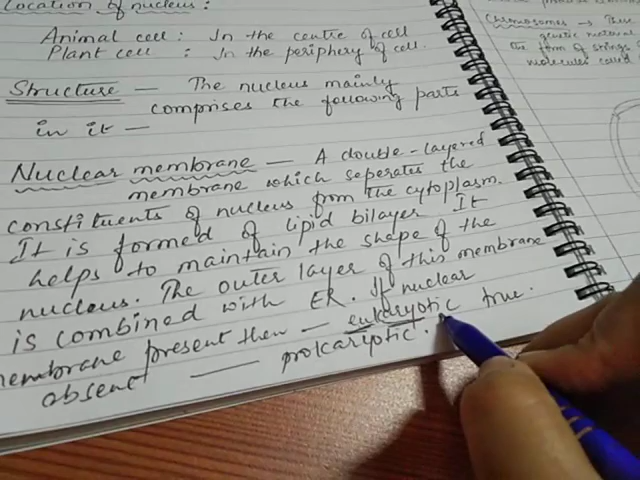 Location of nucleus :
Animal cell : In the centre of cell
Plant cell : In the periphery of cell.
Structure — The nucleus mainly
comprises the following parts
in it —
Nuclear membrane — A double-layered
membrane which seperates the
constituents of nucleus from the cytoplasm.
It is formed of lipid bilayer It
helps to maintain the shape of the
nucleus. The outer layer of this membrane
is combined with ER. If nuclear
membrane present then — eukaryotic true.
absent —— prokaryotic.
Chromosomes →
genetic material
the form of strings
molecules called